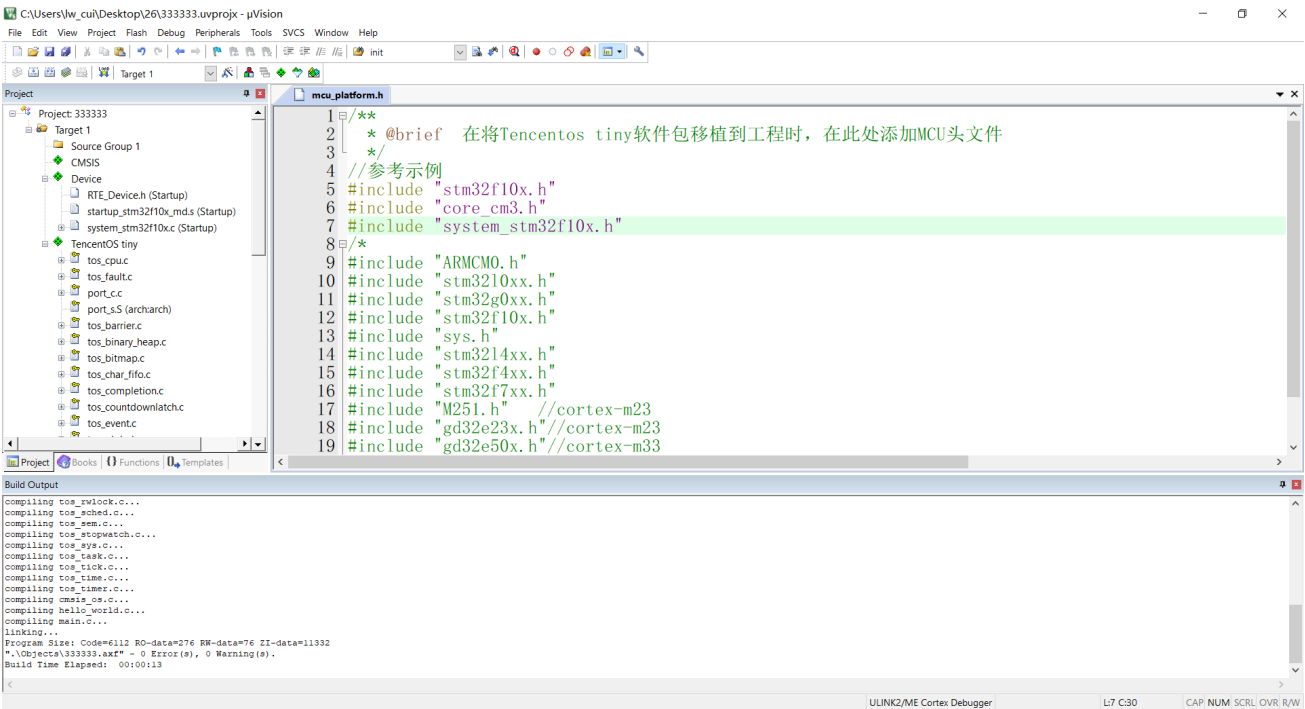 C:\Users\lw_cui\Desktop\26\333333.uvprojx - µVision
File Edit View Project Flash Debug Peripherals Tools SVCS Window Help
init
Target 1
Project
Project: 333333
Target 1
Source Group 1
CMSIS
Device
RTE_Device.h (Startup)
startup_stm32f10x_md.s (Startup)
system_stm32f10x.c (Startup)
TencentOS tiny
tos_cpu.c
tos_fault.c
port_c.c
port_s.S (arch:arch)
tos_barrier.c
tos_binary_heap.c
tos_bitmap.c
tos_char_fifo.c
tos_completion.c
tos_countdownlatch.c
tos_event.c
Project Books Functions Templates
mcu_platform.h
1 /**
2 * @brief 在将Tencentos tiny软件包移植到工程时，在此处添加MCU头文件
3 */
4 //参考示例
5 #include "stm32f10x.h"
6 #include "core_cm3.h"
7 #include "system_stm32f10x.h"
8 /*
9 #include "ARMCM0.h"
10 #include "stm32l0xx.h"
11 #include "stm32g0xx.h"
12 #include "stm32f10x.h"
13 #include "sys.h"
14 #include "stm32l4xx.h"
15 #include "stm32f4xx.h"
16 #include "stm32f7xx.h"
17 #include "M251.h" //cortex-m23
18 #include "gd32e23x.h"//cortex-m23
19 #include "gd32e50x.h"//cortex-m33
Build Output
compiling tos_rwlock.c...
compiling tos_sched.c...
compiling tos_sem.c...
compiling tos_stopwatch.c...
compiling tos_sys.c...
compiling tos_task.c...
compiling tos_tick.c...
compiling tos_time.c...
compiling tos_timer.c...
compiling cmsis_os.c...
compiling hello_world.c...
compiling main.c...
linking...
Program Size: Code=6112 RO-data=276 RW-data=76 ZI-data=11332
".\Objects\333333.axf" - 0 Error(s), 0 Warning(s).
Build Time Elapsed: 00:00:13
ULINK2/ME Cortex Debugger L:7 C:30 CAP NUM SCRL OVR R/W